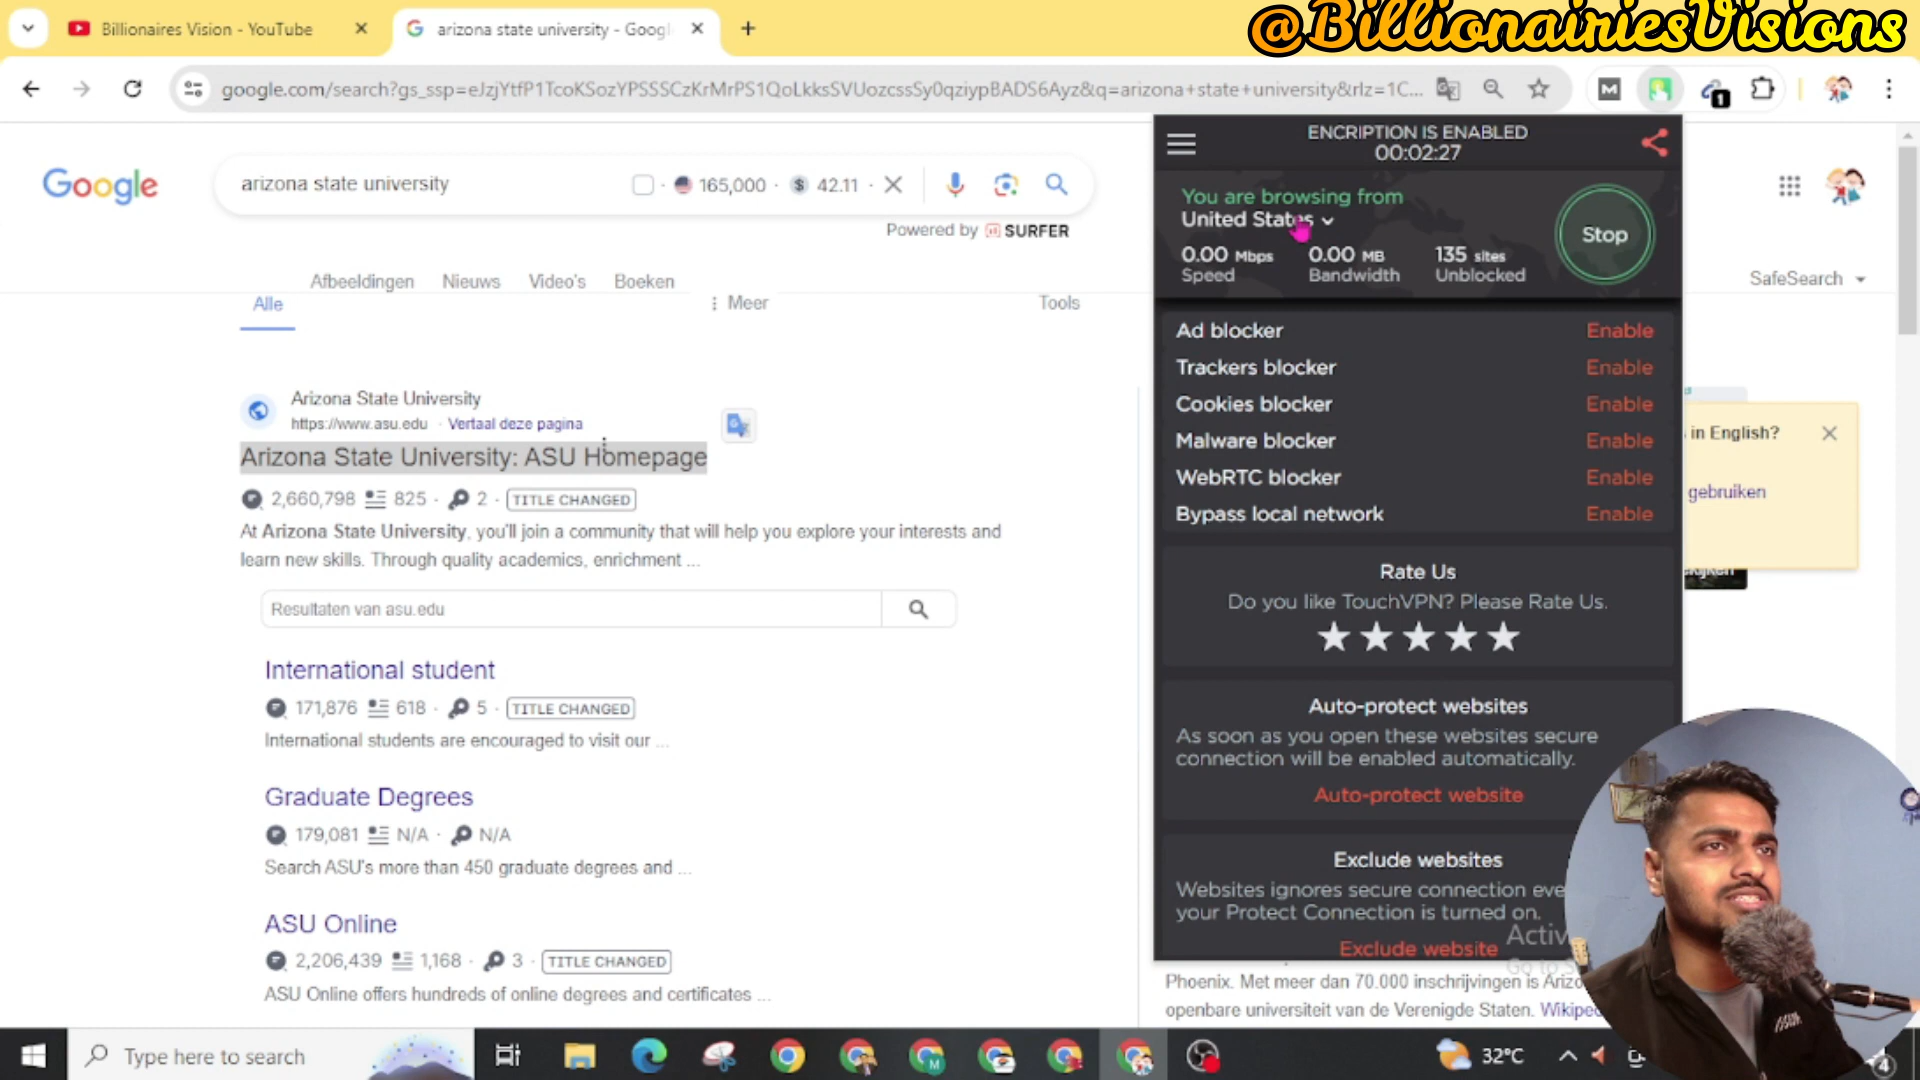 @BillionairiesVisions
Billionaires Vision - YouTube
arizona state university - Googl
google.com/search?gs_ssp=eJzjYtfP1TcoKSozYPSSSCzKrMrPS1QoLkksSVUozcssSy0qziypBADS6Ayz&q=arizona+state+university&rlz=1C...
1
Google
arizona state university
165,000 · 42.11
Powered by SURFER
Alle
Afbeeldingen
Nieuws
Video's
Boeken
Meer
Tools
SafeSearch
Arizona State University
https://www.asu.edu · Vertaal deze pagina
Arizona State University: ASU Homepage
2,660,798 825 · 2 TITLE CHANGED
At Arizona State University, you'll join a community that will help you explore your interests and
learn new skills. Through quality academics, enrichment ...
Resultaten van asu.edu
International student
171,876 618 · 5 TITLE CHANGED
International students are encouraged to visit our ...
Graduate Degrees
179,081 N/A · N/A
Search ASU's more than 450 graduate degrees and ...
ASU Online
2,206,439 1,168 · 3 TITLE CHANGED
ASU Online offers hundreds of online degrees and certificates ...
ENCRIPTION IS ENABLED
00:02:27
You are browsing from
United States
0.00 Mbps
Speed
0.00 MB
Bandwidth
135 sites
Unblocked
Stop
Ad blocker Enable
Trackers blocker Enable
Cookies blocker Enable
Malware blocker Enable
WebRTC blocker Enable
Bypass local network Enable
Rate Us
Do you like TouchVPN? Please Rate Us.
Auto-protect websites
As soon as you open these websites secure
connection will be enabled automatically.
Auto-protect website
Exclude websites
Websites ignores secure connection eve
your Protect Connection is turned on.
Exclude website
Activ
Go to S
in English?
gebruiken
Phoenix. Met meer dan 70.000 inschrijvingen is Arizo
openbare universiteit van de Verenigde Staten. Wikiped
Type here to search
32°C
4